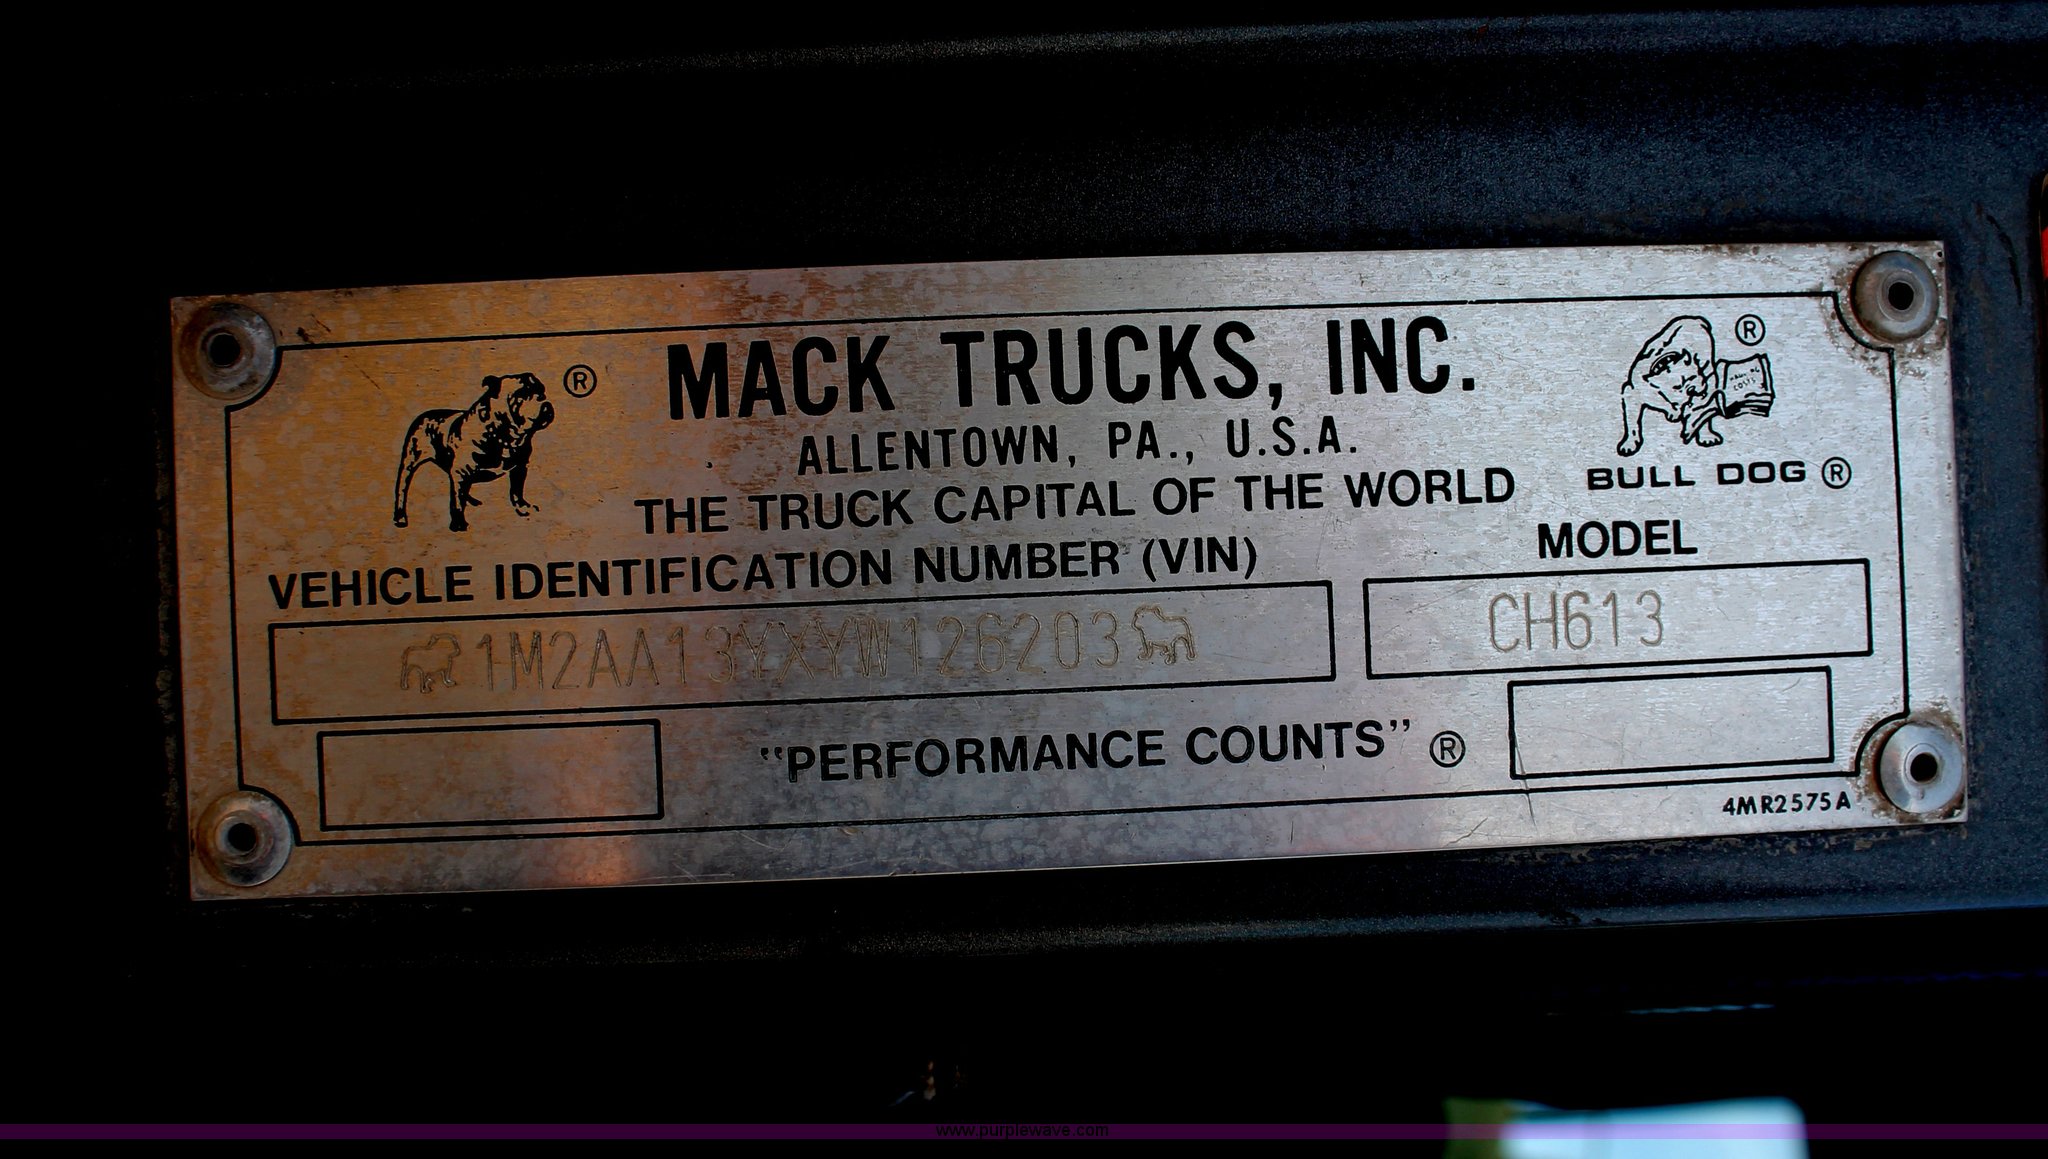 MACK TRUCKS, INC.
ALLENTOWN, PA., U.S.A.
THE TRUCK CAPITAL OF THE WORLD
® 
®
BULL DOG ®
VEHICLE IDENTIFICATION NUMBER (VIN)
MODEL
1M2AA13YXYW126203
CH613
"PERFORMANCE COUNTS" ®
4MR2575A
www.purplewave.com